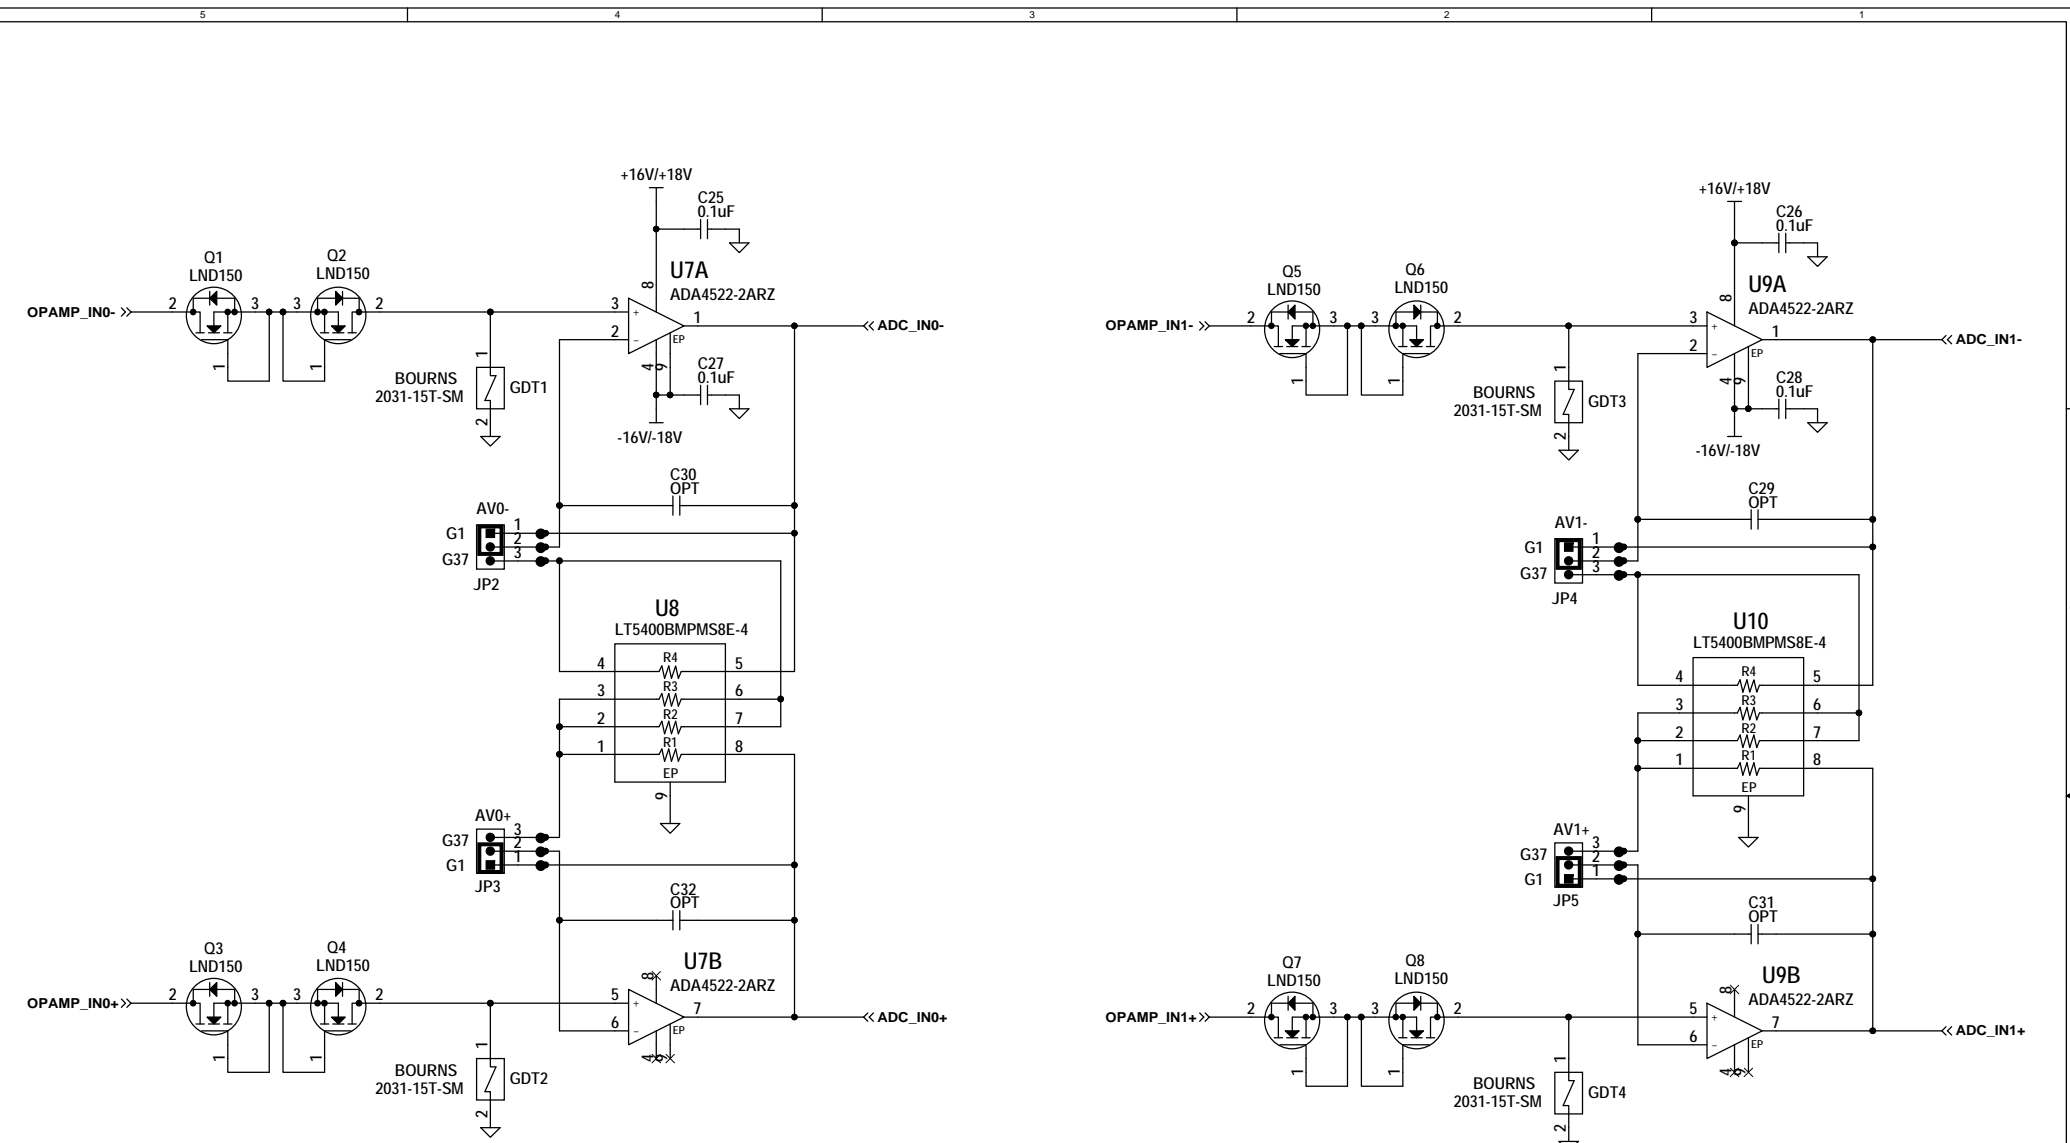 5 4 3 2 1
+16V/+18V
C25
0.1uF
Q1
LND150
Q2
LND150
U7A
ADA4522-2ARZ
8
OPAMP_IN0-
2 3 3 2
1 1
3
+
2
-
1
EP
4 9
ADC_IN0-
C27
0.1uF
-16V/-18V
1
BOURNS
2031-15T-SM
GDT1
2
C30
OPT
AV0-
G1
1
2
G37
3
JP2
U8
LT5400BMPMS8E-4
4 R4 5
3 R3 6
2 R2 7
1 R1 8
EP
9
AV0+
G37
3
2
G1
1
JP3
C32
OPT
Q3
LND150
Q4
LND150
U7B
ADA4522-2ARZ
8
OPAMP_IN0+
2 3 3 2
1 1
5
+
6
-
7
EP
4 9
ADC_IN0+
1
BOURNS
2031-15T-SM
GDT2
2
+16V/+18V
C26
0.1uF
Q5
LND150
Q6
LND150
U9A
ADA4522-2ARZ
8
OPAMP_IN1-
2 3 3 2
1 1
3
+
2
-
1
EP
4 9
ADC_IN1-
C28
0.1uF
-16V/-18V
1
BOURNS
2031-15T-SM
GDT3
2
C29
OPT
AV1-
G1
1
2
G37
3
JP4
U10
LT5400BMPMS8E-4
4 R4 5
3 R3 6
2 R2 7
1 R1 8
EP
9
AV1+
G37
3
2
G1
1
JP5
C31
OPT
Q7
LND150
Q8
LND150
U9B
ADA4522-2ARZ
8
OPAMP_IN1+
2 3 3 2
1 1
5
+
6
-
7
EP
4 9
ADC_IN1+
1
BOURNS
2031-15T-SM
GDT4
2